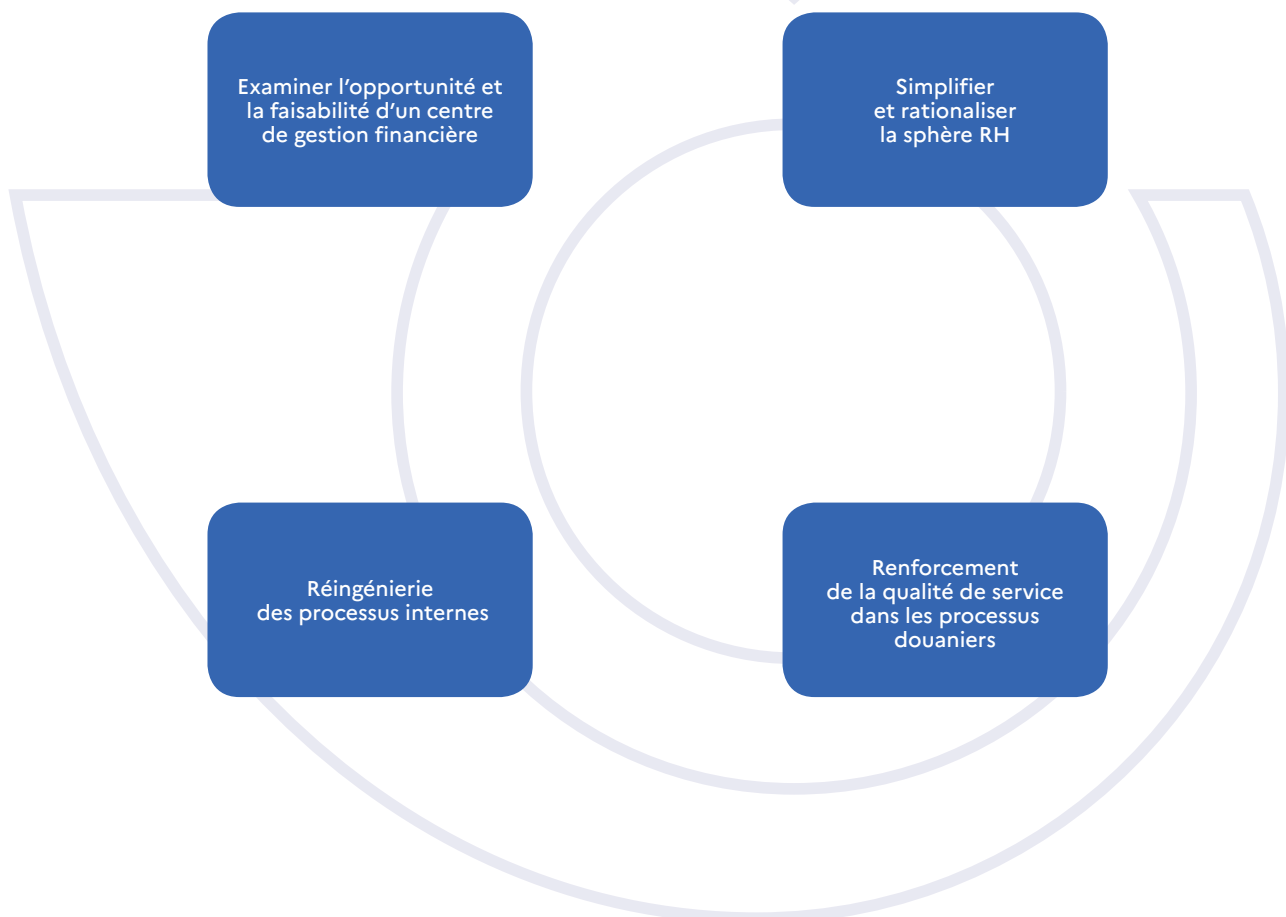 Examiner l’opportunité et
la faisabilité d’un centre
de gestion financière
Simplifier
et rationaliser
la sphère RH
Réingénierie
des processus internes
Renforcement
de la qualité de service
dans les processus
douaniers